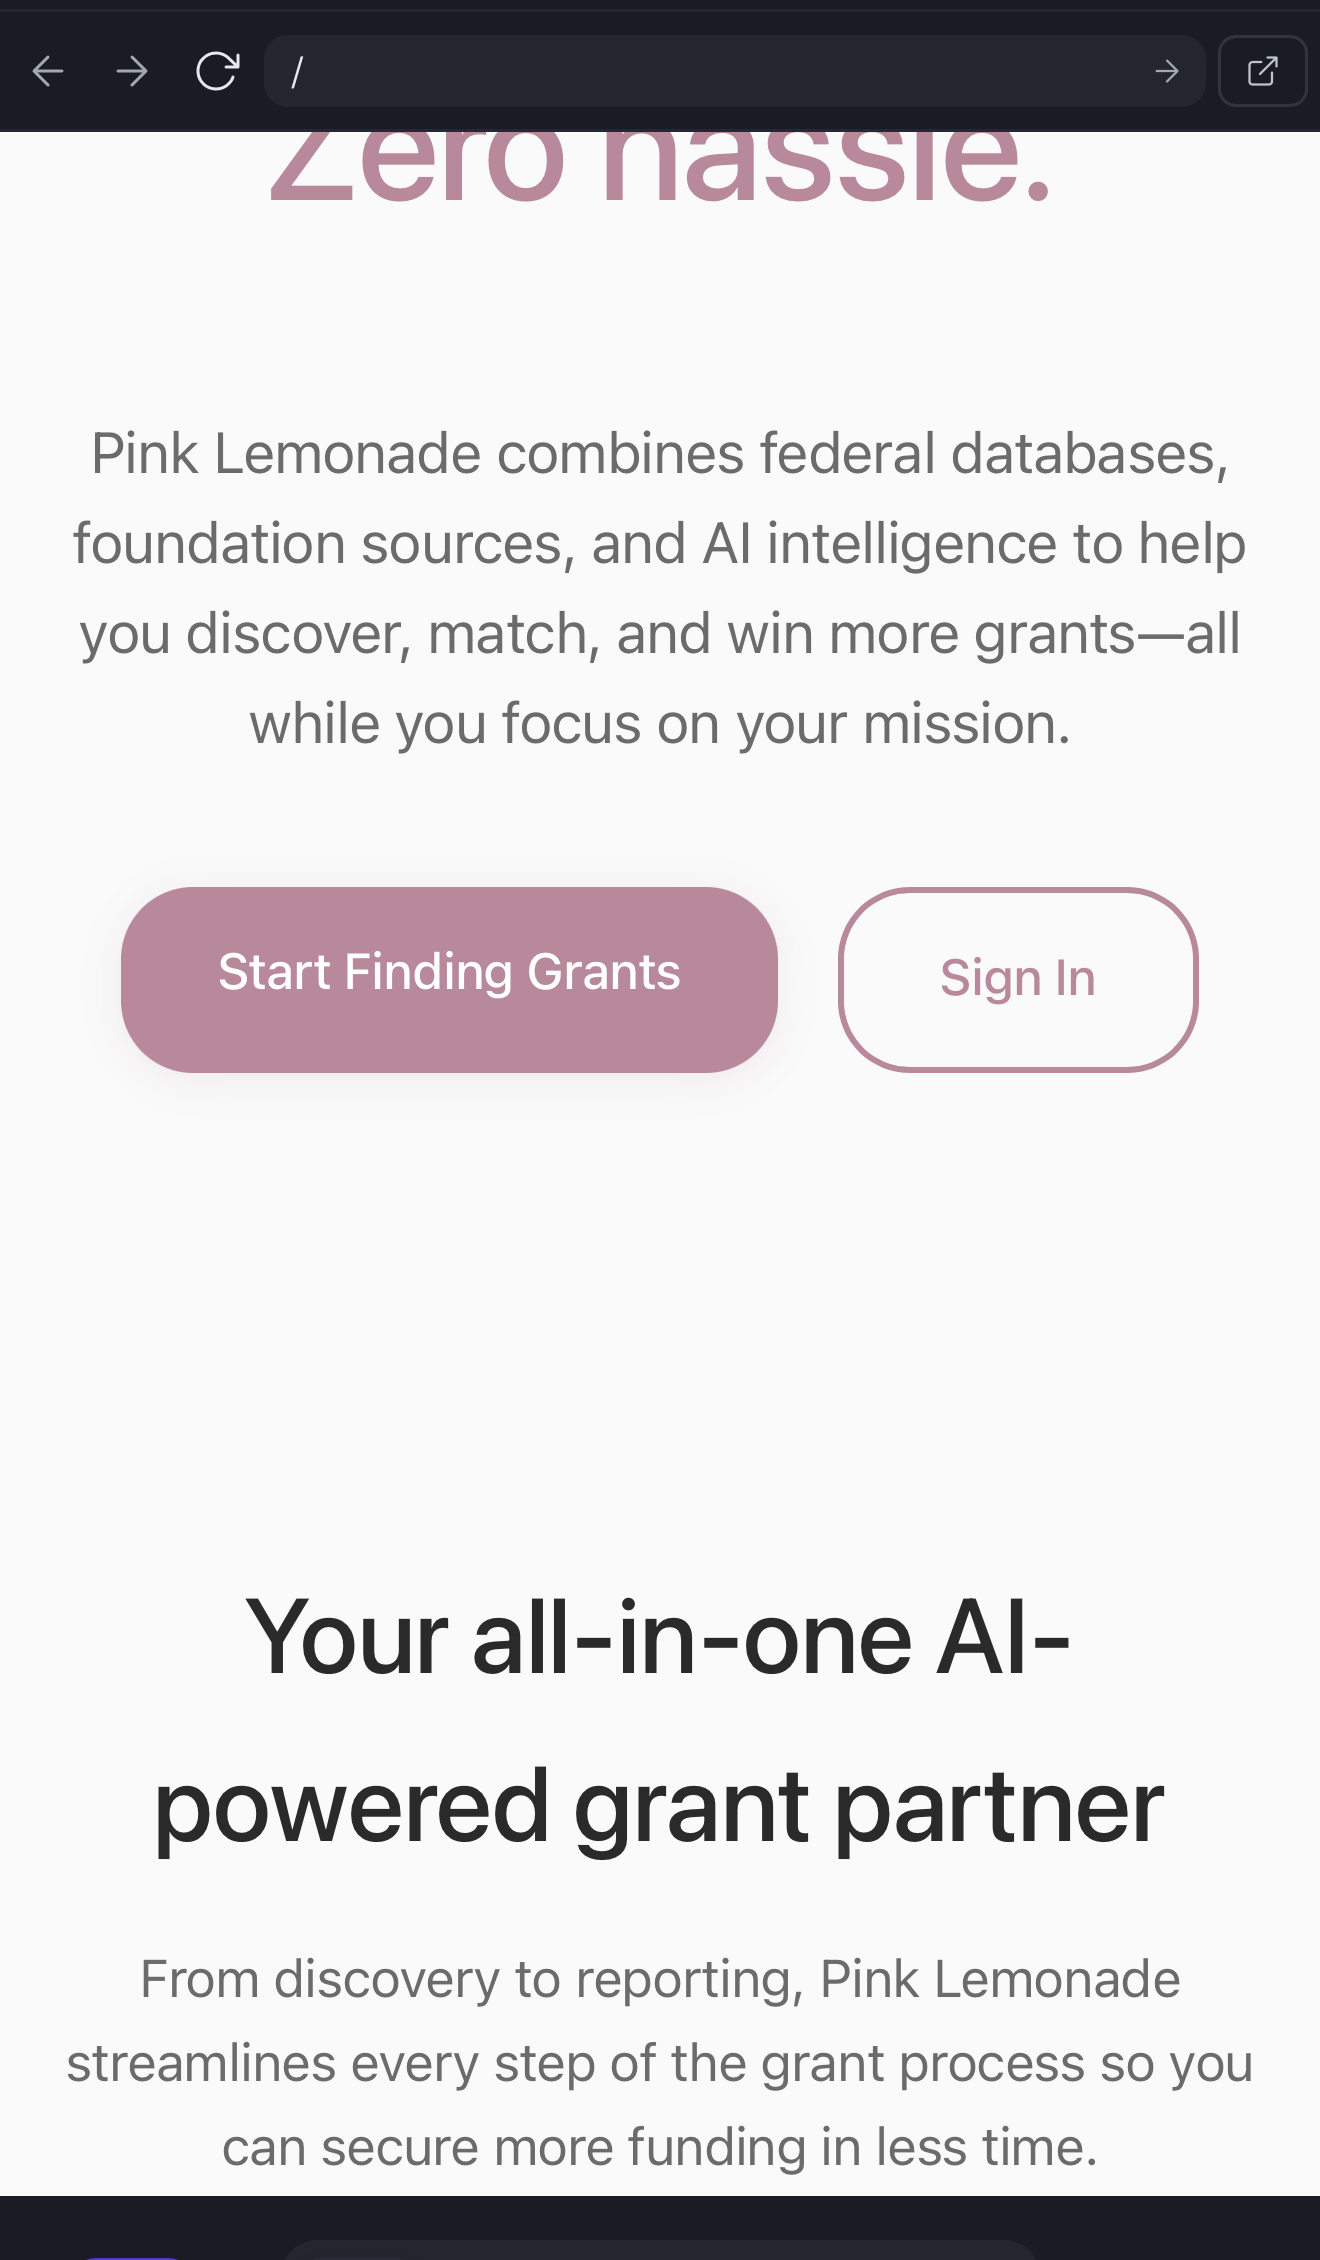 /
Zero hassle.
Pink Lemonade combines federal databases,
foundation sources, and AI intelligence to help
you discover, match, and win more grants—all
while you focus on your mission.
Start Finding Grants
Sign In
Your all-in-one AI-
powered grant partner
From discovery to reporting, Pink Lemonade
streamlines every step of the grant process so you
can secure more funding in less time.